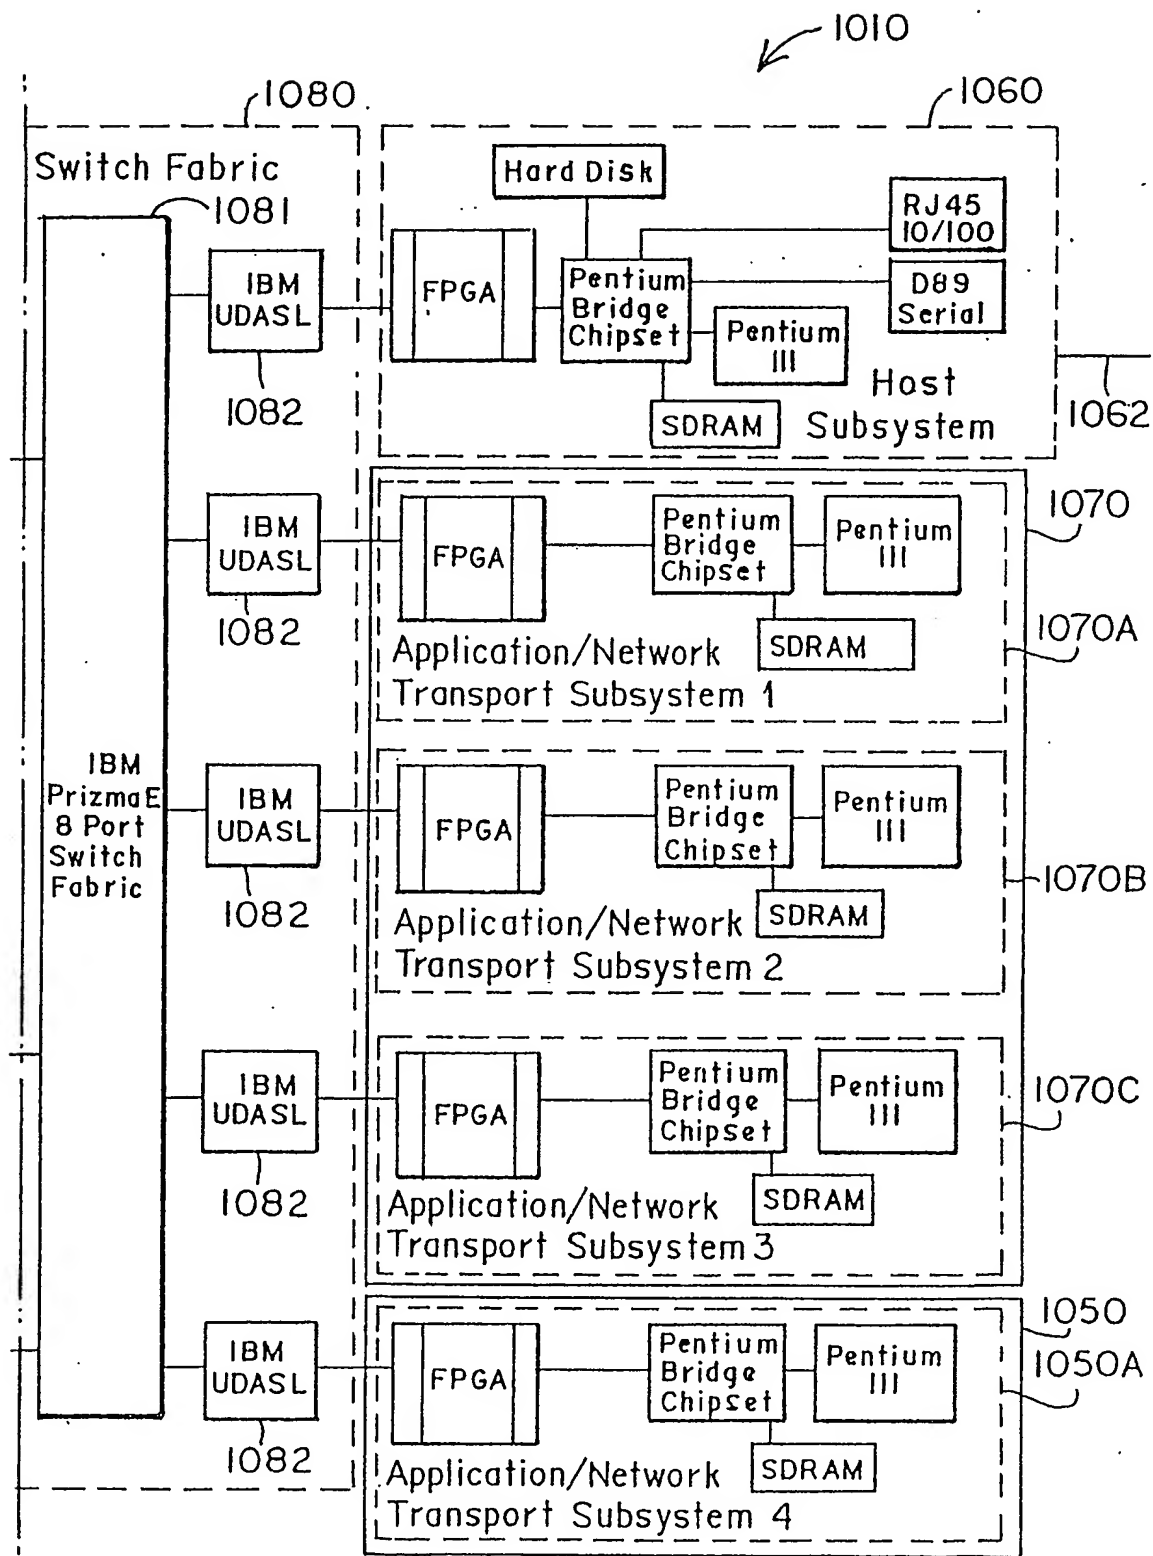 1010
1080
1060
Switch Fabric
1081
Hard Disk
RJ45
10/100
IBM
UDASL
FPGA
Pentium
Bridge
Chipset
D89
Serial
Pentium
III
1082
SDRAM
Host
Subsystem
1062
IBM
UDASL
1082
FPGA
Pentium
Bridge
Chipset
Pentium
III
SDRAM
Application/Network
Transport Subsystem 1
1070
1070A
IBM
PrizmaE
8 Port
Switch
Fabric
IBM
UDASL
1082
FPGA
Pentium
Bridge
Chipset
Pentium
III
SDRAM
Application/Network
Transport Subsystem 2
1070B
IBM
UDASL
1082
FPGA
Pentium
Bridge
Chipset
Pentium
III
SDRAM
Application/Network
Transport Subsystem 3
1070C
IBM
UDASL
1082
FPGA
Pentium
Bridge
Chipset
Pentium
III
SDRAM
Application/Network
Transport Subsystem 4
1050
1050A